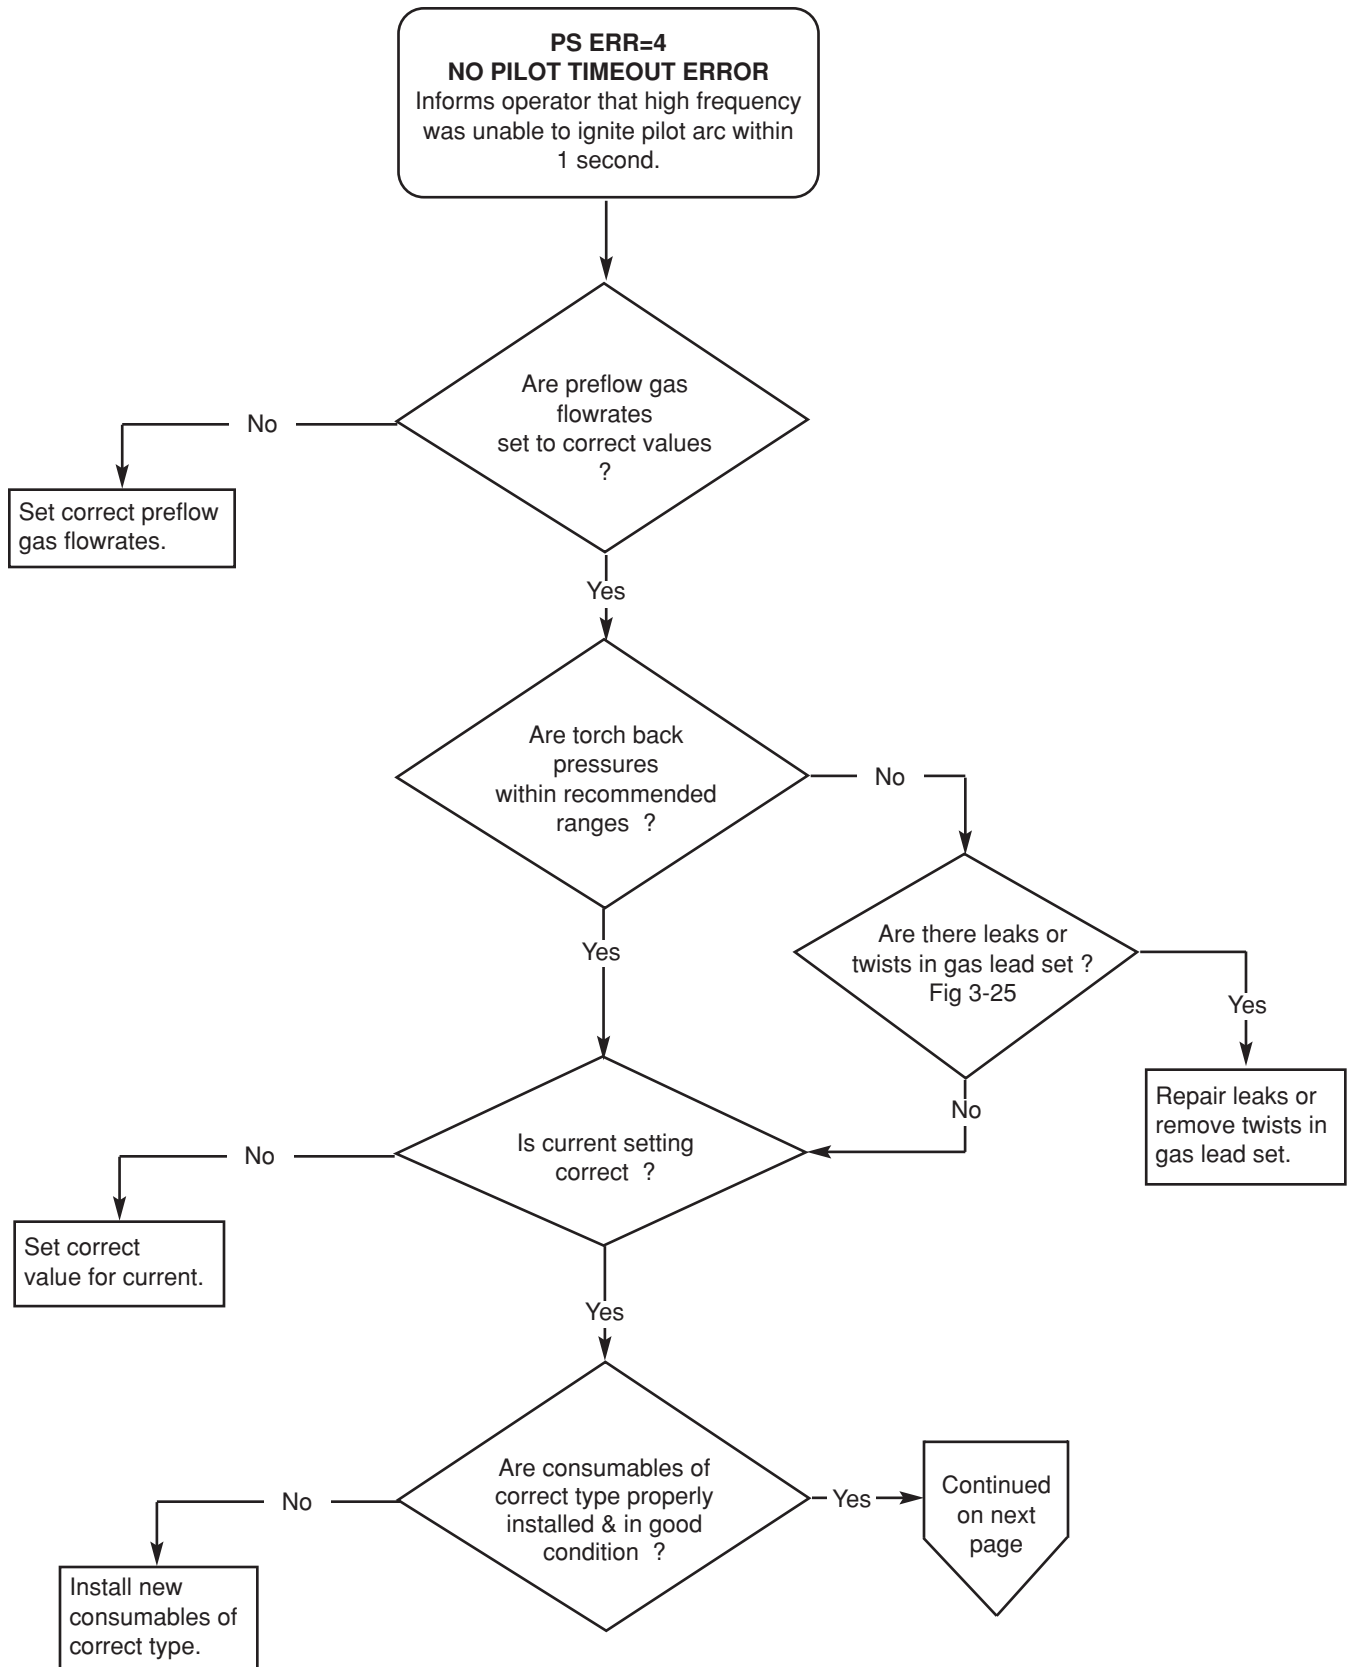 PS ERR=4
NO PILOT TIMEOUT ERROR
Informs operator that high frequency
was unable to ignite pilot arc within
1 second.
Are preflow gas
flowrates
set to correct values
?
No
Set correct preflow
gas flowrates.
Yes
Are torch back
pressures
within recommended
ranges ?
No
Yes
Are there leaks or
twists in gas lead set ?
Fig 3-25
Yes
Repair leaks or
remove twists in
gas lead set.
No
Is current setting
correct ?
No
Set correct
value for current.
Yes
Are consumables of
correct type properly
installed & in good
condition ?
Yes
Continued
on next
page
No
Install new
consumables of
correct type.